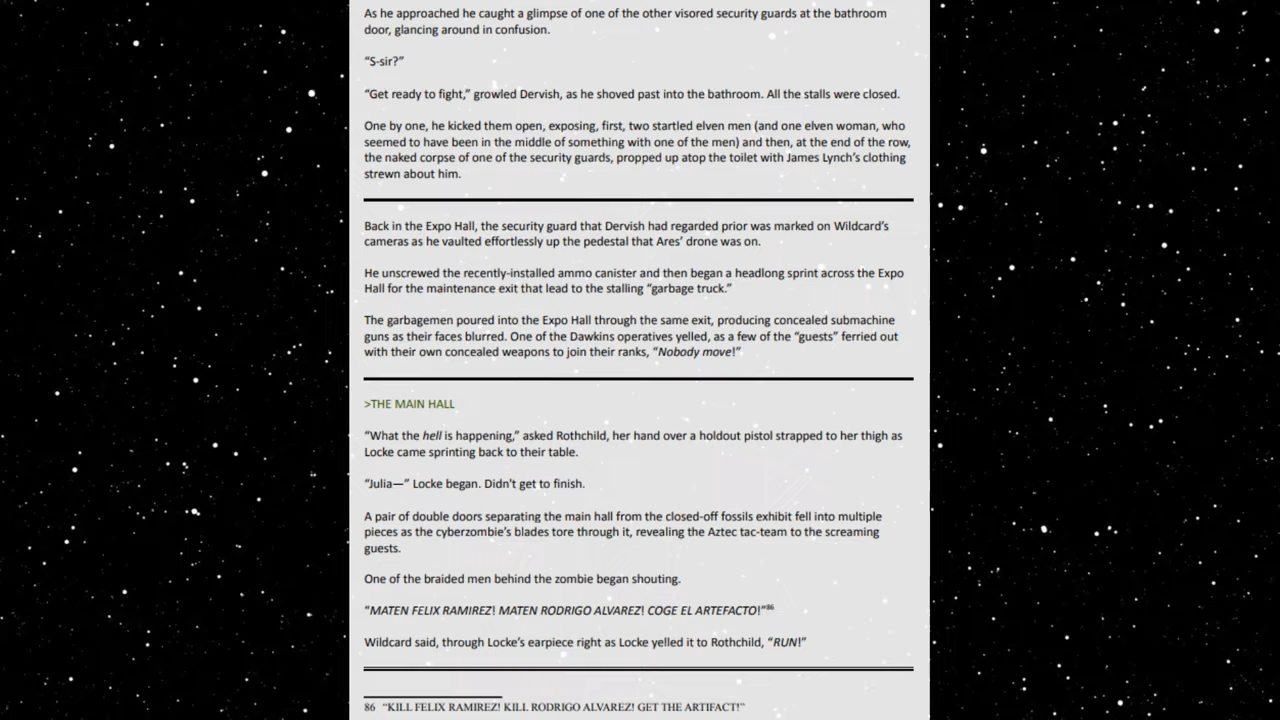 As he approached he caught a glimpse of one of the other visored security guards at the bathroom
door, glancing around in confusion.
“S-sir?”
“Get ready to fight,” growled Dervish, as he shoved past into the bathroom. All the stalls were closed.
One by one, he kicked them open, exposing, first, two startled elven men (and one elven woman, who
seemed to have been in the middle of something with one of the men) and then, at the end of the row,
the naked corpse of one of the security guards, propped up atop the toilet with James Lynch’s clothing
strewn about him.
Back in the Expo Hall, the security guard that Dervish had regarded prior was marked on Wildcard’s
cameras as he vaulted effortlessly up the pedestal that Ares’ drone was on.
He unscrewed the recently-installed ammo canister and then began a headlong sprint across the Expo
Hall for the maintenance exit that lead to the stalling “garbage truck.”
The garbagemen poured into the Expo Hall through the same exit, producing concealed submachine
guns as their faces blurred. One of the Dawkins operatives yelled, as a few of the “guests” ferried out
with their own concealed weapons to join their ranks, “Nobody move!”
>THE MAIN HALL
“What the hell is happening,” asked Rothchild, her hand over a holdout pistol strapped to her thigh as
Locke came sprinting back to their table.
“Julia—” Locke began. Didn't get to finish.
A pair of double doors separating the main hall from the closed-off fossils exhibit fell into multiple
pieces as the cyberzombie’s blades tore through it, revealing the Aztec tac-team to the screaming
guests.
One of the braided men behind the zombie began shouting.
“MATEN FELIX RAMIREZ! MATEN RODRIGO ALVAREZ! COGE EL ARTEFACTO!”86
Wildcard said, through Locke’s earpiece right as Locke yelled it to Rothchild, “RUN!”
86 “KILL FELIX RAMIREZ! KILL RODRIGO ALVAREZ! GET THE ARTIFACT!”